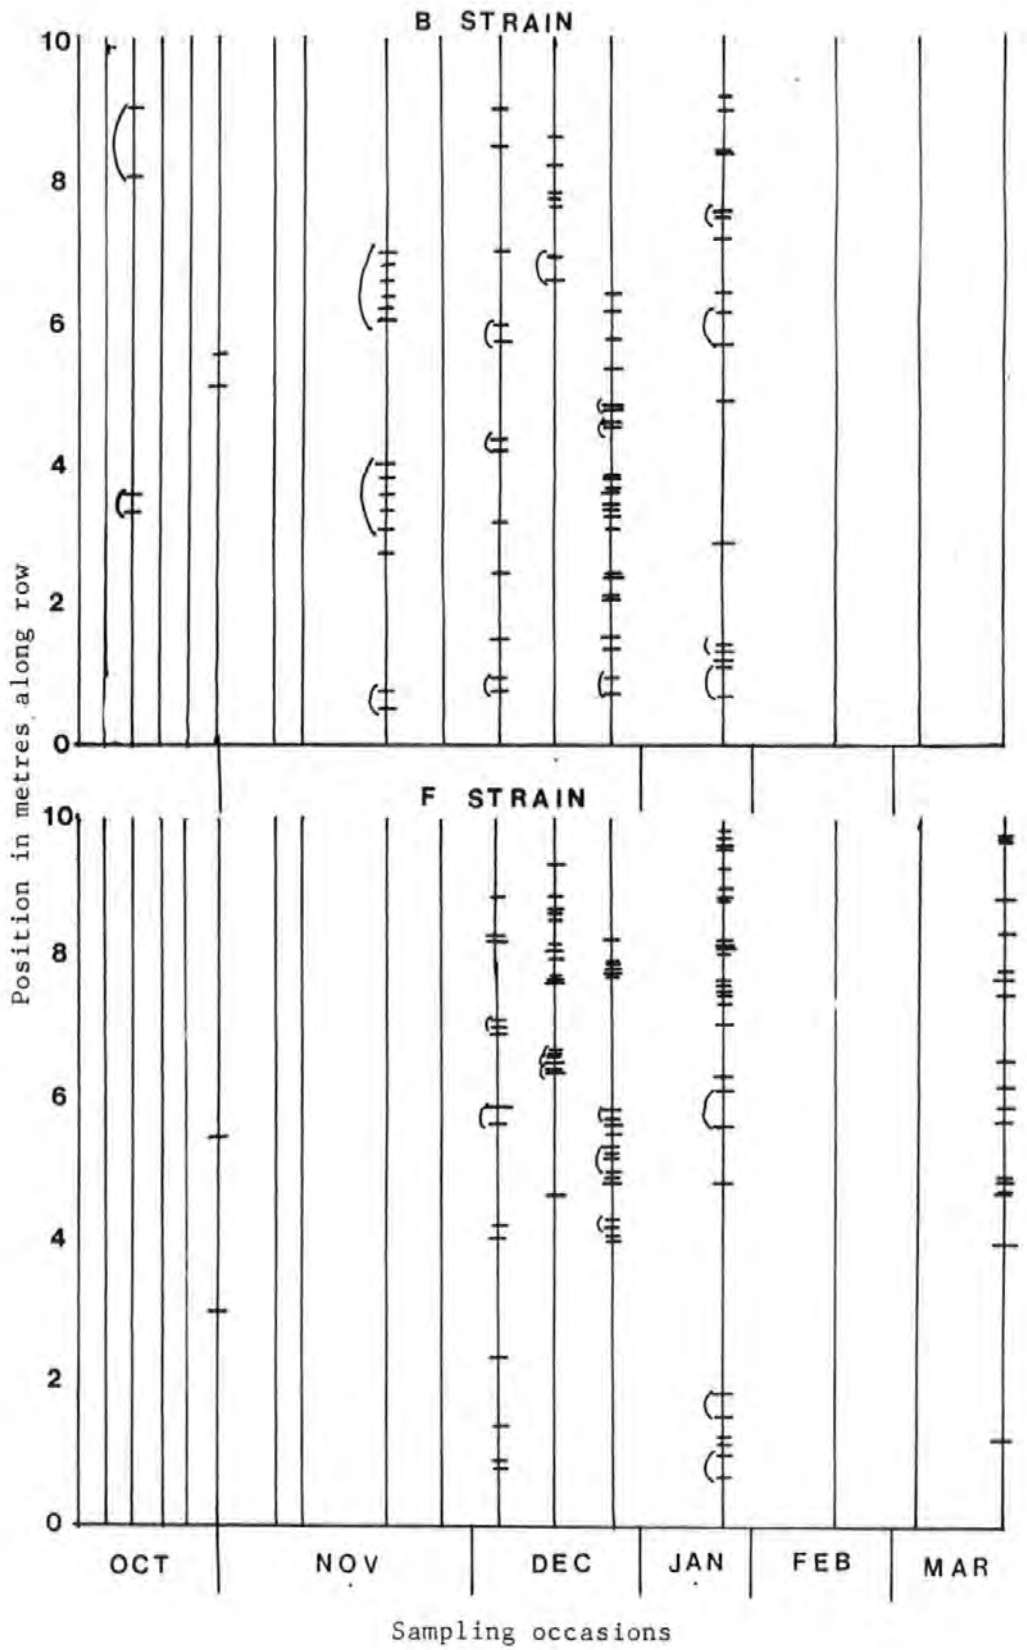 B STRAIN
10
8
6
4
2
0
Position in metres along row
F STRAIN
10
8
6
4
2
0
OCT NOV DEC JAN FEB MAR
Sampling occasions